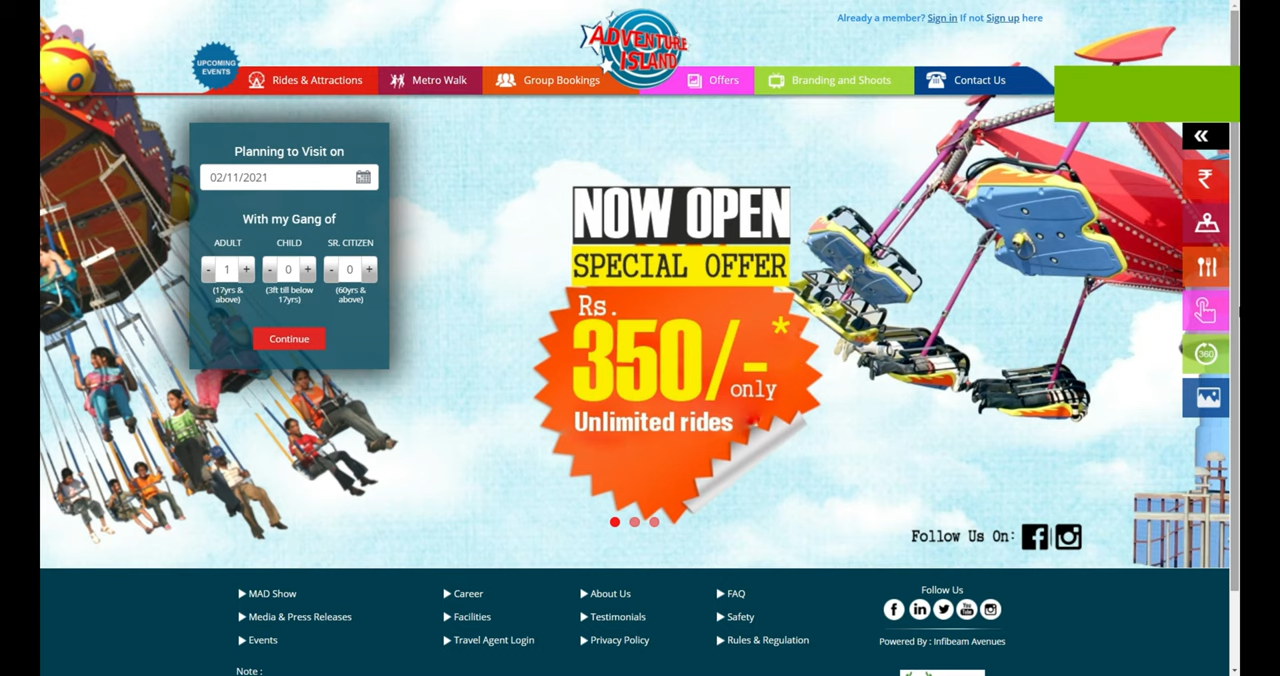 Already a member? Sign in If not Sign up here
ADVENTURE
ISLAND
UPCOMING
EVENTS
Rides & Attractions
Metro Walk
Group Bookings
Offers
Branding and Shoots
Contact Us
Planning to Visit on
02/11/2021
With my Gang of
ADULT CHILD SR. CITIZEN
- 1 + - 0 + - 0 +
(17yrs & above)
(3ft till below 17yrs)
(60yrs & above)
Continue
NOW OPEN
SPECIAL OFFER
Rs.
350/-*
only
Unlimited rides
«
₹
360
Follow Us On:
MAD Show
Media & Press Releases
Events
Career
Facilities
Travel Agent Login
About Us
Testimonials
Privacy Policy
FAQ
Safety
Rules & Regulation
Follow Us
f in You Tube
Powered By : Infibeam Avenues
Note :